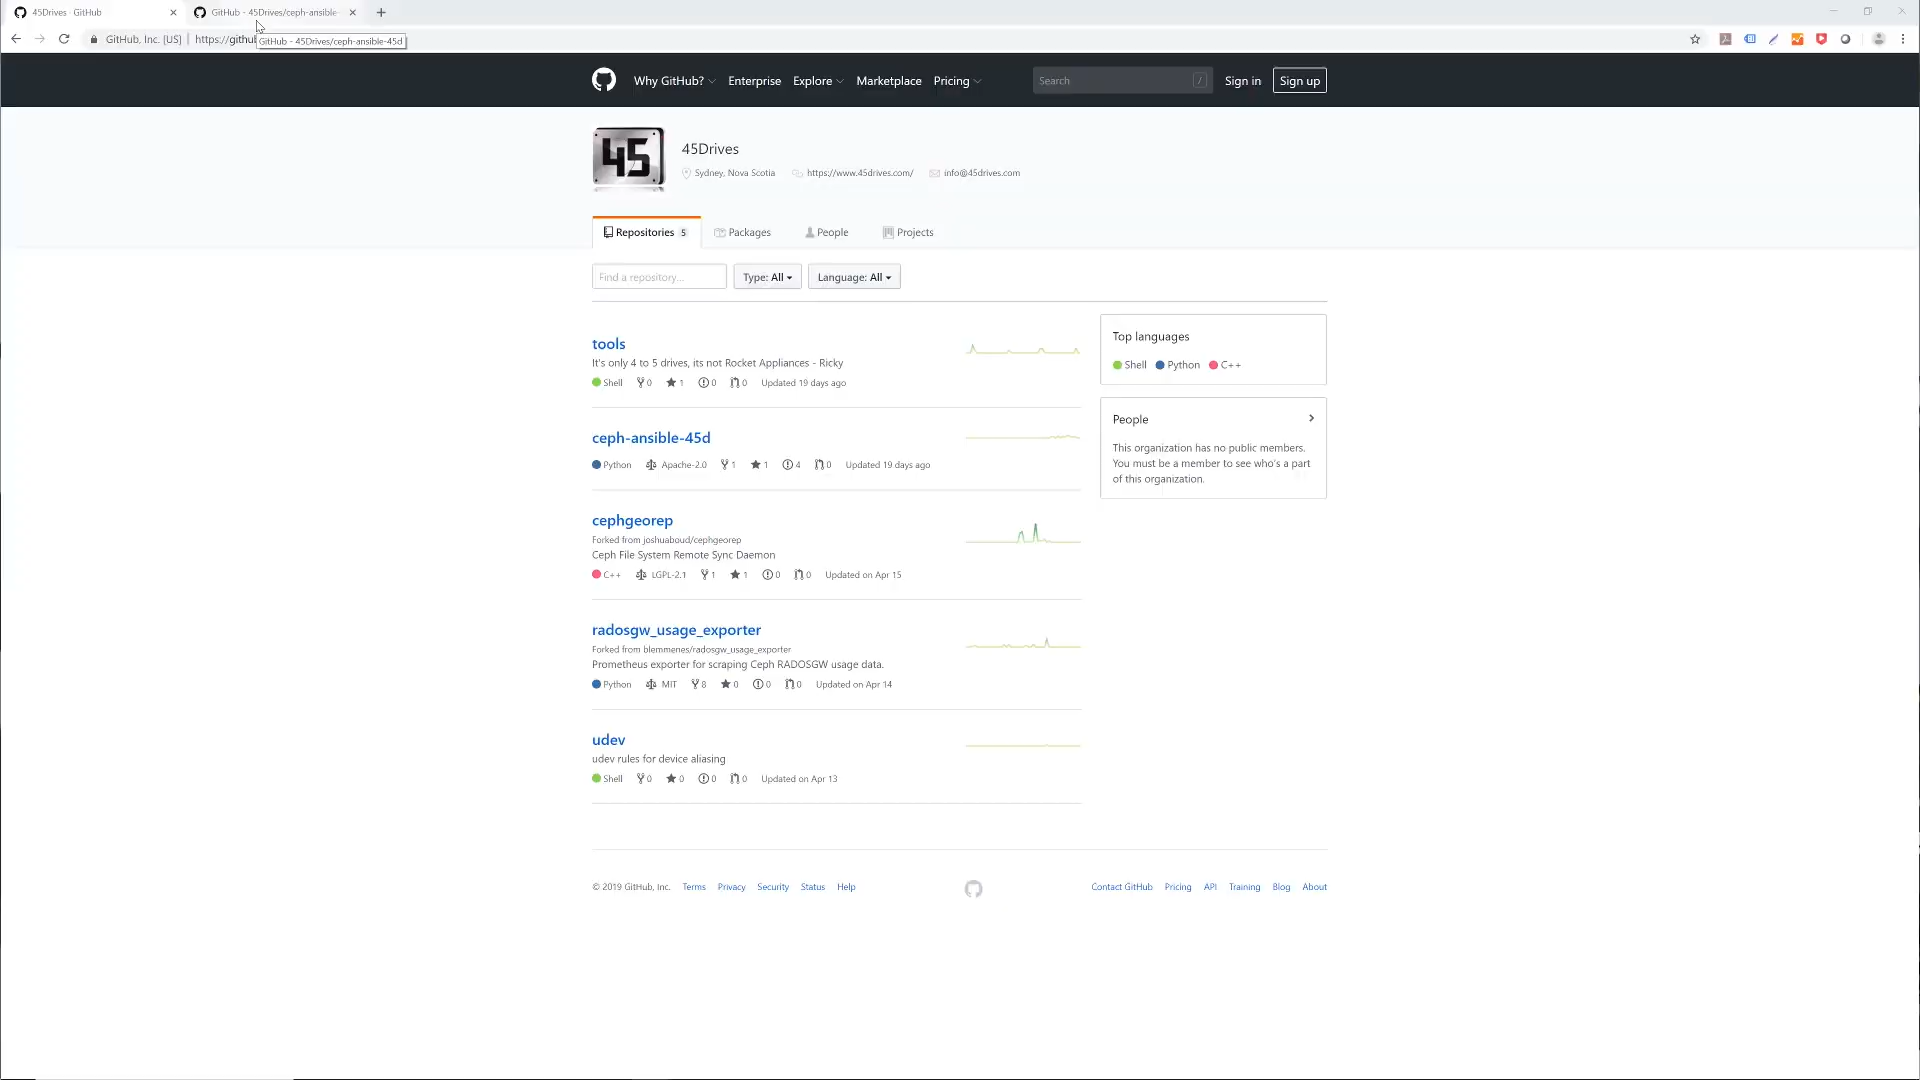 45Drives · GitHub
GitHub - 45Drives/ceph-ansible-
GitHub, Inc. [US] | https://github
GitHub - 45Drives/ceph-ansible-45d
Why GitHub? Enterprise Explore Marketplace Pricing Search / Sign in Sign up
45
45Drives
Sydney, Nova Scotia https://www.45drives.com/ info@45drives.com
Repositories 5 Packages People Projects
Find a repository... Type: All Language: All
tools
It's only 4 to 5 drives, its not Rocket Appliances - Ricky
Shell 0 1 0 0 Updated 19 days ago
ceph-ansible-45d
Python Apache-2.0 1 1 4 0 Updated 19 days ago
cephgeorep
Forked from joshuaboud/cephgeorep
Ceph File System Remote Sync Daemon
C++ LGPL-2.1 1 1 0 0 Updated on Apr 15
radosgw_usage_exporter
Forked from blemmenes/radosgw_usage_exporter
Prometheus exporter for scraping Ceph RADOSGW usage data.
Python MIT 8 0 0 0 Updated on Apr 14
udev
udev rules for device aliasing
Shell 0 0 0 0 Updated on Apr 13
Top languages
Shell Python C++
People
This organization has no public members.
You must be a member to see who's a part
of this organization.
© 2019 GitHub, Inc. Terms Privacy Security Status Help
Contact GitHub Pricing API Training Blog About